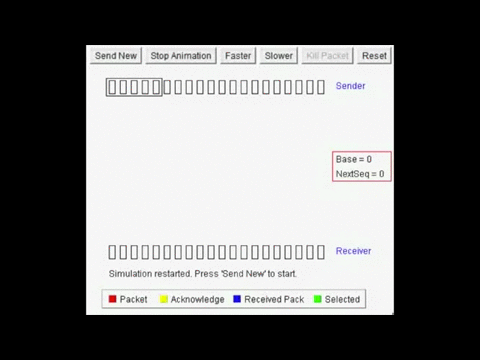 Send New Stop Animation Faster Slower Kill Packet Reset
Sender
Base = 0
NextSeq = 0
Receiver
Simulation restarted. Press 'Send New' to start.
Packet Acknowledge Received Pack Selected